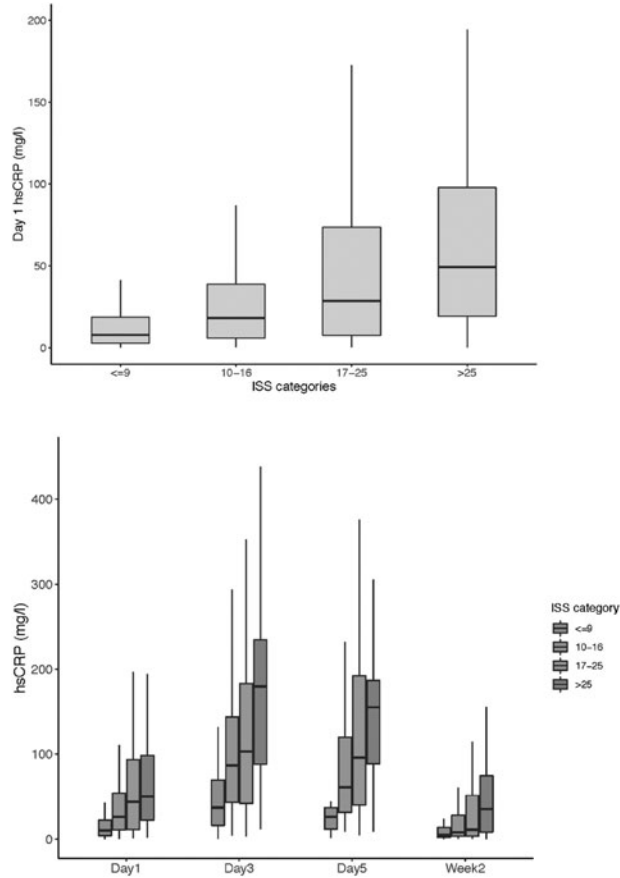 200
150
100
50
0
Day 1 hsCRP (mg/l)
<=9
10−16
17−25
>25
ISS categories
400
300
200
100
0
hsCRP (mg/l)
Day1
Day3
Day5
Week2
ISS category
<=9
10−16
17−25
>25